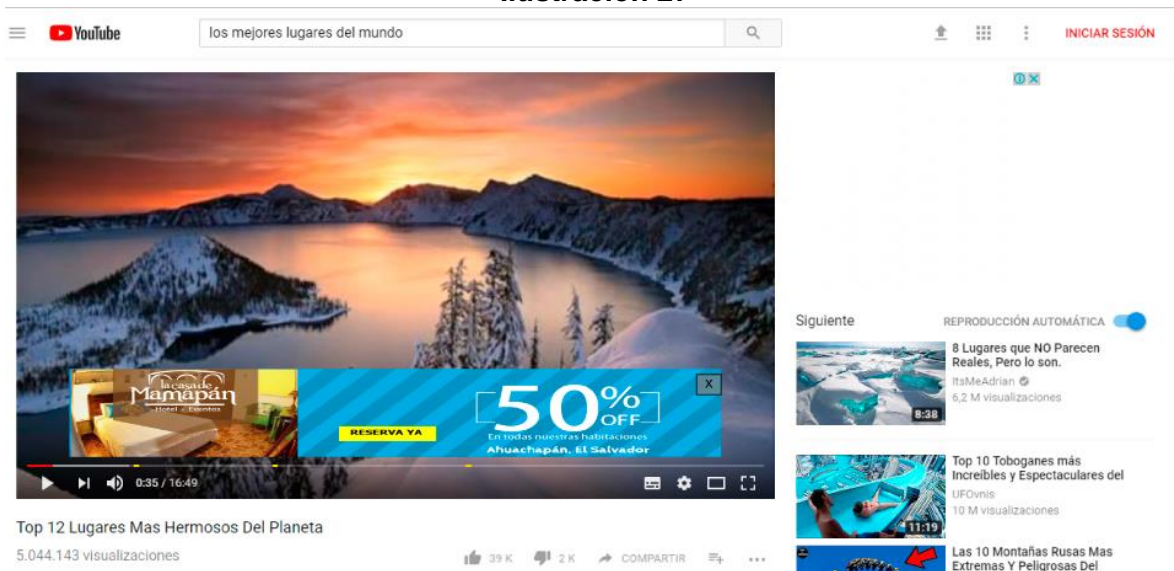 YouTube
los mejores lugares del mundo
INICIAR SESIÓN
la casa de
Mamapán
Hotel - Eventos
RESERVA YA
50%
OFF
En todas nuestras habitaciones
Ahuachapán, El Salvador
X
0:35 / 16:49
Top 12 Lugares Mas Hermosos Del Planeta
5.044.143 visualizaciones
39 K
2 K
COMPARTIR
Siguiente
REPRODUCCIÓN AUTOMÁTICA
8 Lugares que NO Parecen
Reales, Pero lo son.
ItsMeAdrian
6,2 M visualizaciones
8:38
Top 10 Toboganes más
Increíbles y Espectaculares del
UFOvnis
10 M visualizaciones
11:19
Las 10 Montañas Rusas Mas
Extremas Y Peligrosas Del